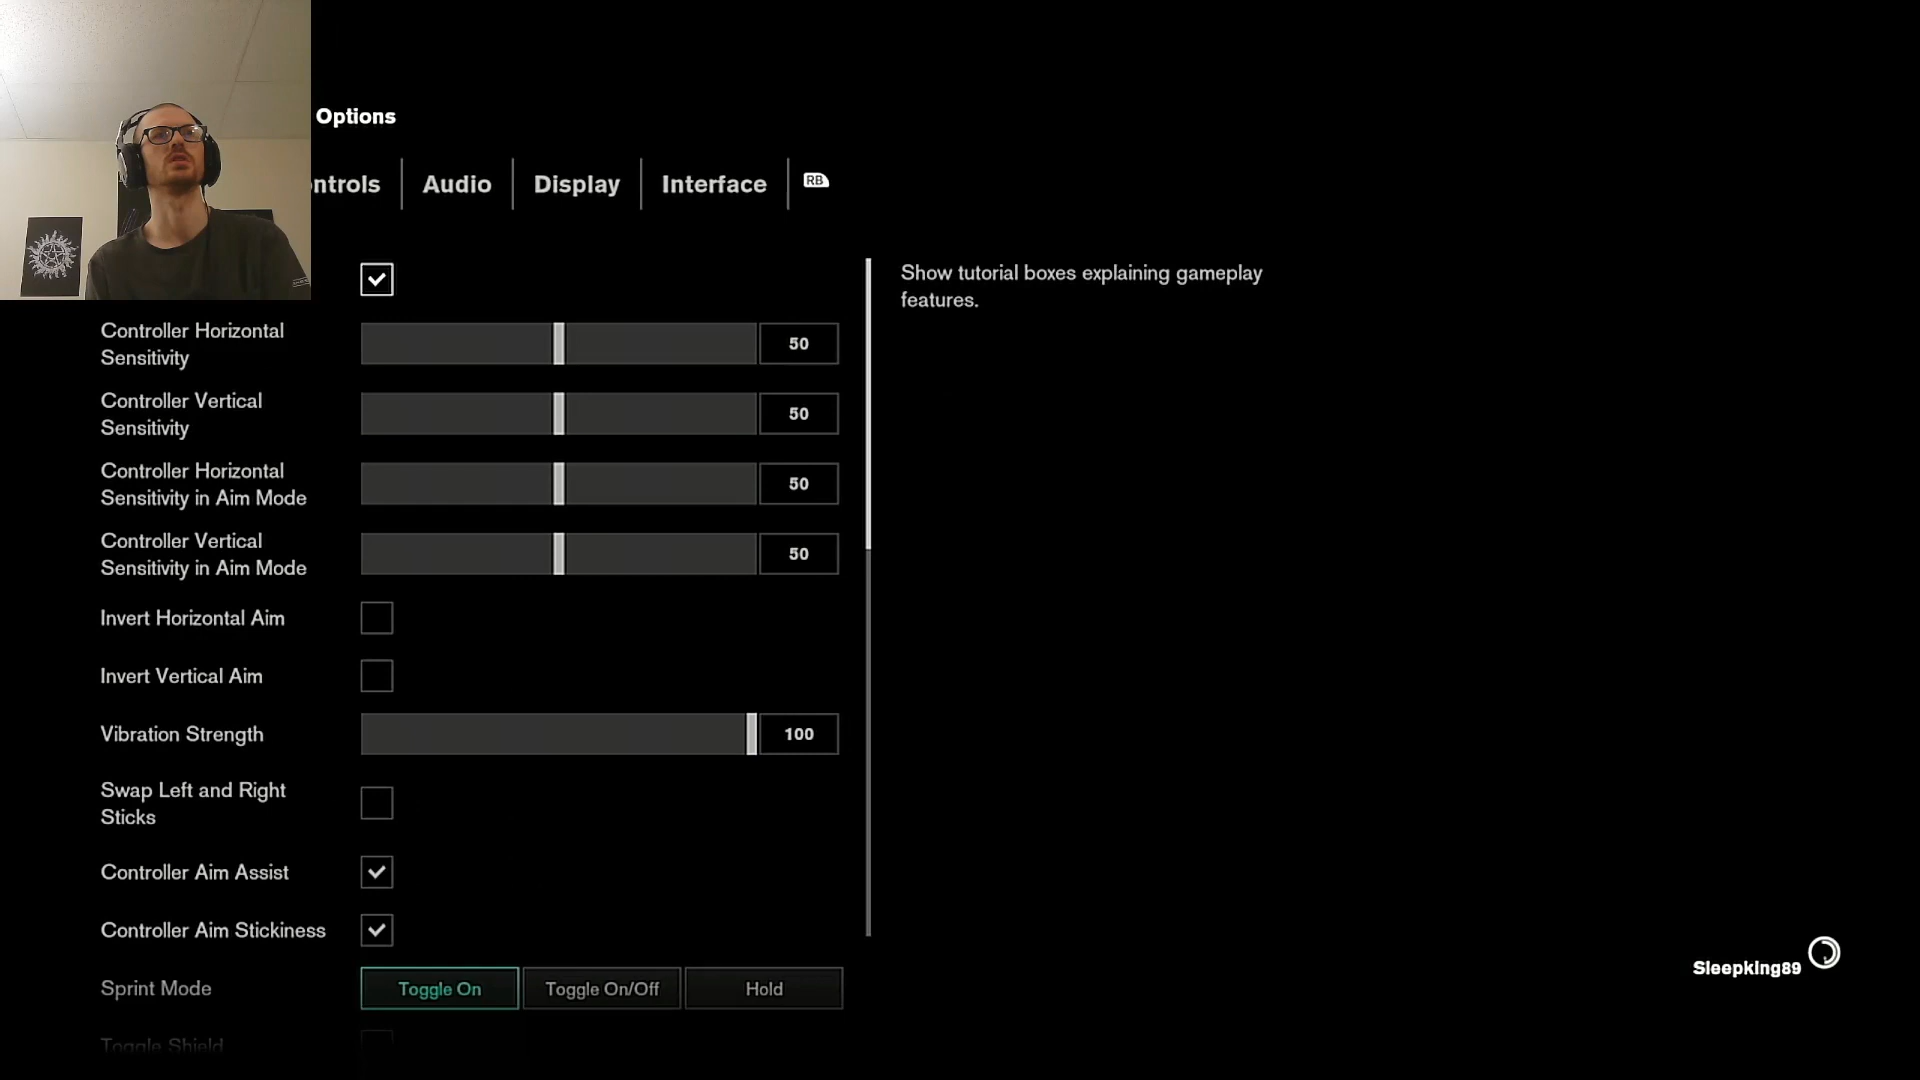 Options
ntrols
Audio
Display
Interface
RB
Show tutorial boxes explaining gameplay
features.
Controller Horizontal
Sensitivity
50
Controller Vertical
Sensitivity
50
Controller Horizontal
Sensitivity in Aim Mode
50
Controller Vertical
Sensitivity in Aim Mode
50
Invert Horizontal Aim
Invert Vertical Aim
Vibration Strength
100
Swap Left and Right
Sticks
Controller Aim Assist
Controller Aim Stickiness
Sprint Mode
Toggle On
Toggle On/Off
Hold
Toggle Shield
Sleepking89